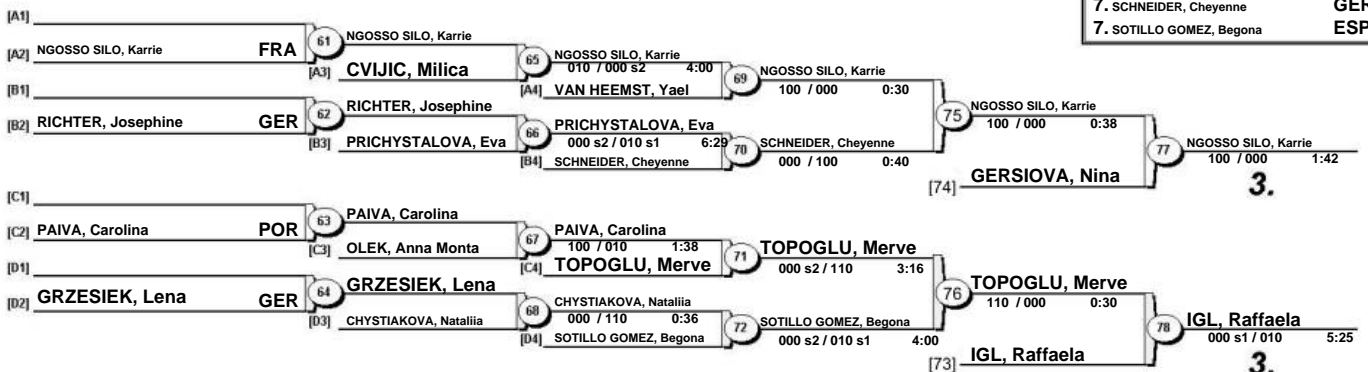 7. SCHNEIDER, Cheyenne GER
7. SOTILLO GOMEZ, Begona ESP
[A1]
[A2] NGOSSO SILO, Karrie FRA
61 NGOSSO SILO, Karrie
[A3] CVIJIC, Milica
65 NGOSSO SILO, Karrie
010 / 000 s2 4:00
[A4] VAN HEEMST, Yael
69 NGOSSO SILO, Karrie
100 / 000 0:30
[B1]
[B2] RICHTER, Josephine GER
62 RICHTER, Josephine
[B3] PRICHYSTALOVA, Eva
66 PRICHYSTALOVA, Eva
000 s2 / 010 s1 6:29
[B4] SCHNEIDER, Cheyenne
70 SCHNEIDER, Cheyenne
000 / 100 0:40
75 NGOSSO SILO, Karrie
100 / 000 0:38
[74] GERSIOVA, Nina
77 NGOSSO SILO, Karrie
100 / 000 1:42
3.
[C1]
[C2] PAIVA, Carolina POR
63 PAIVA, Carolina
[C3] OLEK, Anna Monta
67 PAIVA, Carolina
100 / 010 1:38
[C4] TOPOGLU, Merve
71 TOPOGLU, Merve
000 s2 / 110 3:16
[D1]
[D2] GRZESIEK, Lena GER
64 GRZESIEK, Lena
[D3] CHYSTIAKOVA, Nataliia
68 CHYSTIAKOVA, Nataliia
000 / 110 0:36
[D4] SOTILLO GOMEZ, Begona
72 SOTILLO GOMEZ, Begona
000 s2 / 010 s1 4:00
76 TOPOGLU, Merve
110 / 000 0:30
[73] IGL, Raffaela
78 IGL, Raffaela
000 s1 / 010 5:25
3.